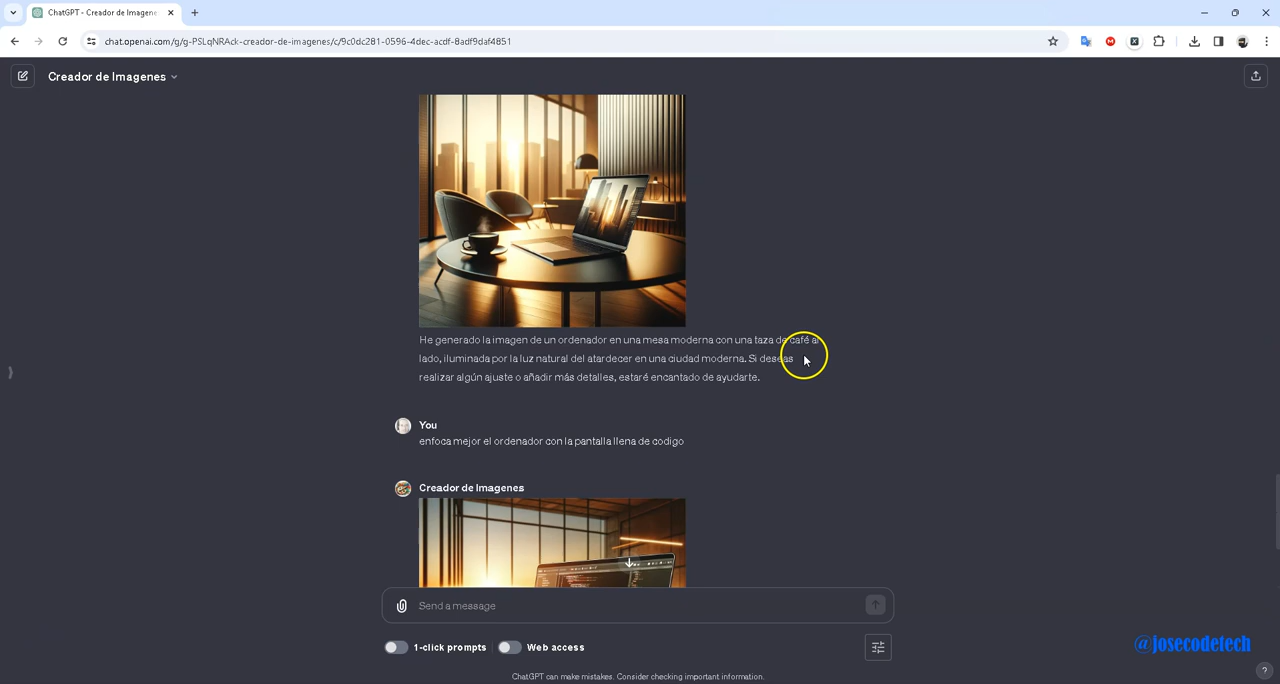 ChatGPT - Creador de Imagene
chat.openai.com/g/g-PSLqNRAck-creador-de-imagenes/c/9c0dc281-0596-4dec-acdf-8adf9daf4851
Creador de Imagenes
He generado la imagen de un ordenador en una mesa moderna con una taza de café al
lado, iluminada por la luz natural del atardecer en una ciudad moderna. Si deseas
realizar algún ajuste o añadir más detalles, estaré encantado de ayudarte.
You
enfoca mejor el ordenador con la pantalla llena de codigo
Creador de Imagenes
Send a message
1-click prompts Web access
@josecodetech
ChatGPT can make mistakes. Consider checking important information.
?